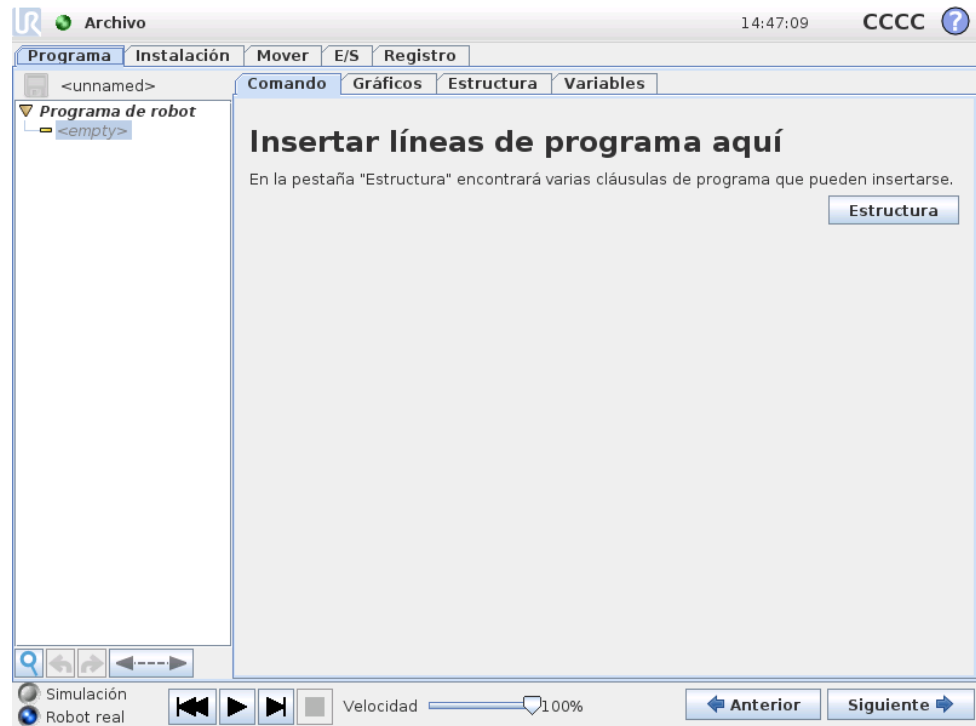 UR Archivo 14:47:09 CCCC ?
Programa Instalación Mover E/S Registro
<unnamed> Comando Gráficos Estructura Variables
Programa de robot
<empty>
Insertar líneas de programa aquí
En la pestaña "Estructura" encontrará varias cláusulas de programa que pueden insertarse.
Estructura
Simulación
Robot real
Velocidad 100% Anterior Siguiente